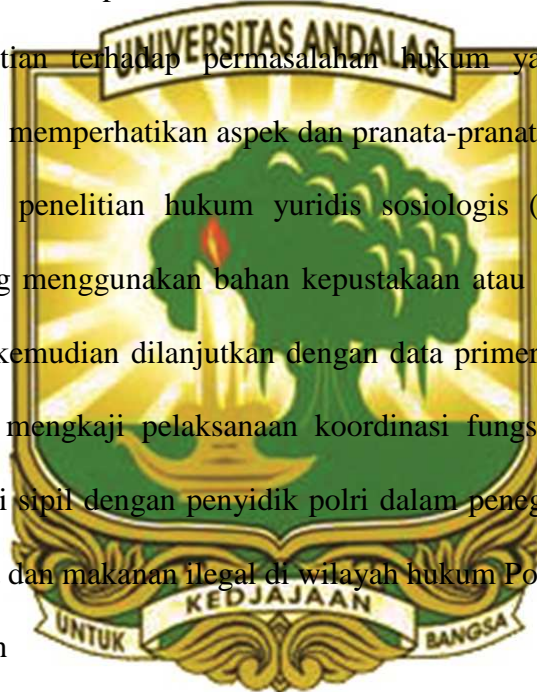 UNIVERSITAS ANDALAS
tian terhadap permasalahan hukum ya
memperhatikan aspek dan pranata-pranat
penelitian hukum yuridis sosiologis (
g menggunakan bahan kepustakaan atau
kemudian dilanjutkan dengan data primer
mengkaji pelaksanaan koordinasi fungs
i sipil dengan penyidik polri dalam peneg
dan makanan ilegal di wilayah hukum Po
KEDJAJAAN
UNTUK BANGSA
n